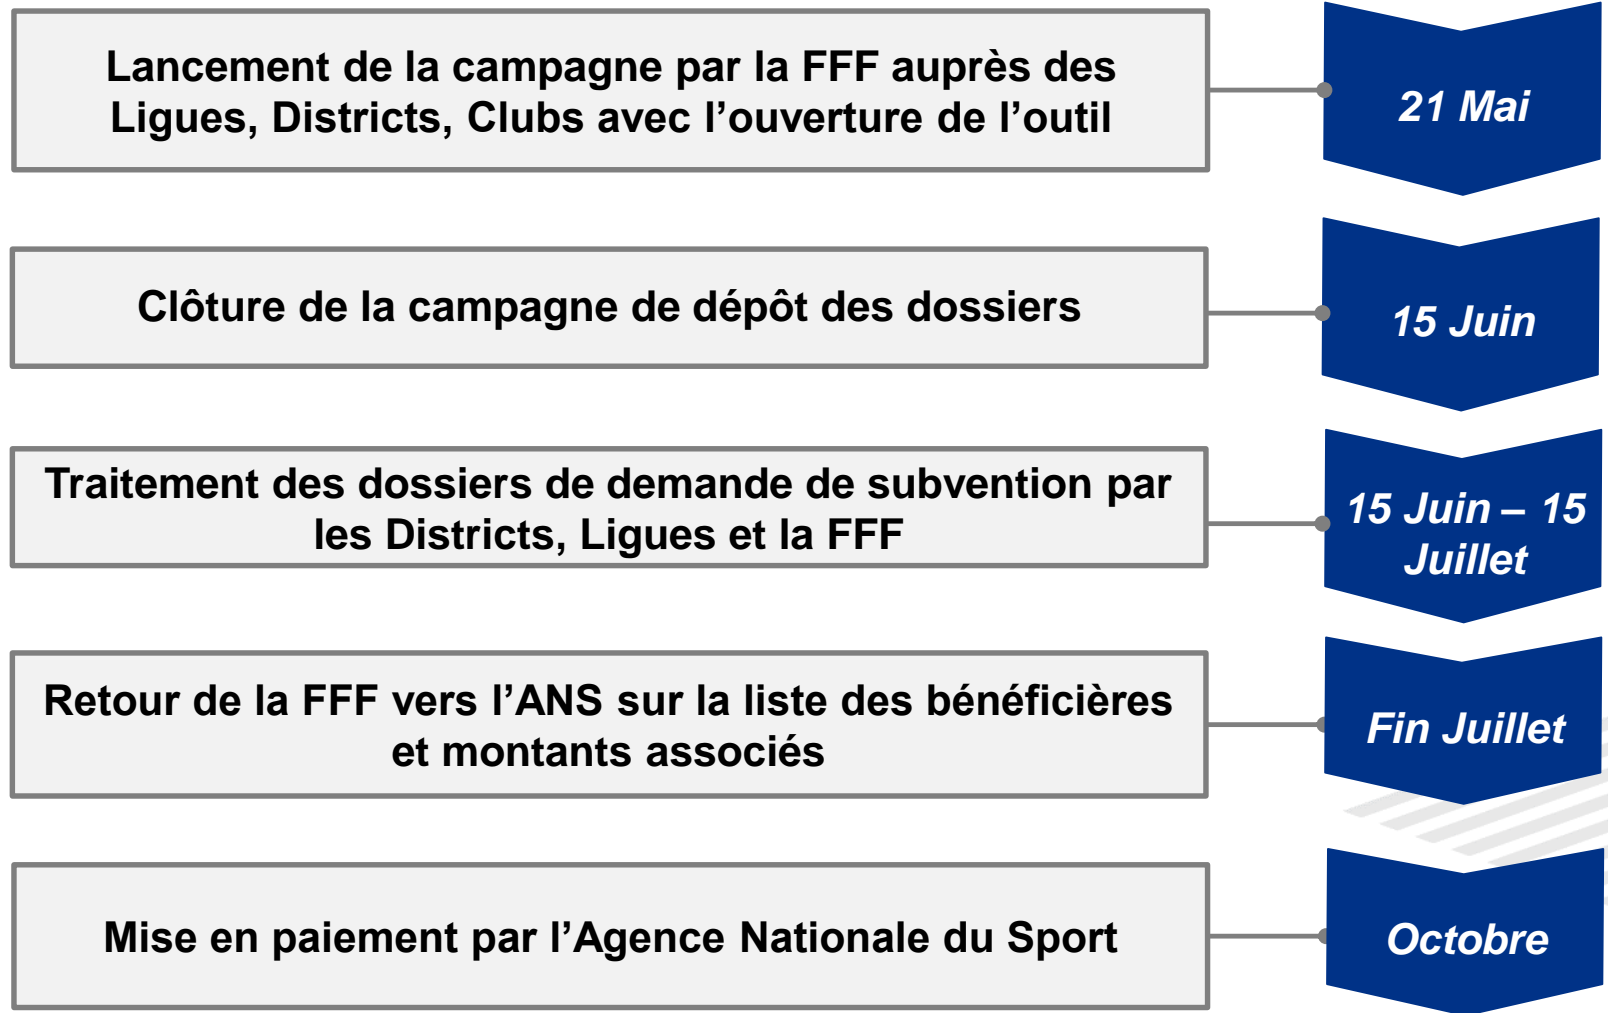 Lancement de la campagne par la FFF auprès des
Ligues, Districts, Clubs avec l’ouverture de l’outil
21 Mai
Clôture de la campagne de dépôt des dossiers
15 Juin
Traitement des dossiers de demande de subvention par
les Districts, Ligues et la FFF
15 Juin – 15
Juillet
Retour de la FFF vers l’ANS sur la liste des bénéficières
et montants associés
Fin Juillet
Mise en paiement par l’Agence Nationale du Sport
Octobre